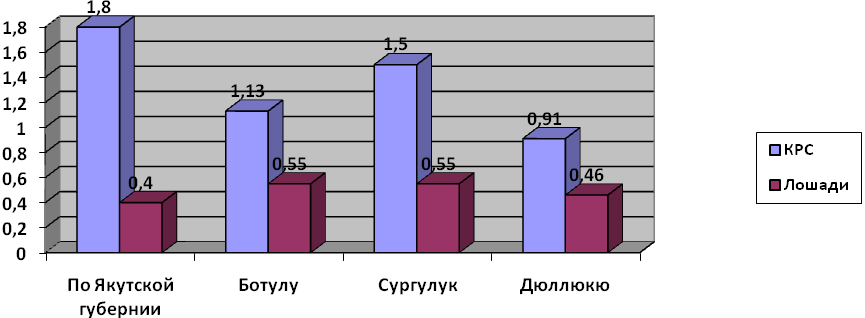 1,8
1,8
1,6
1,5
1,4
1,2
1,13
1
0,91
0,8
0,6
0,55
0,55
0,46
0,4
0,4
0,2
0
По Якутской
губернии
Ботулу
Сургулук
Дюллюкю
КРС
Лошади